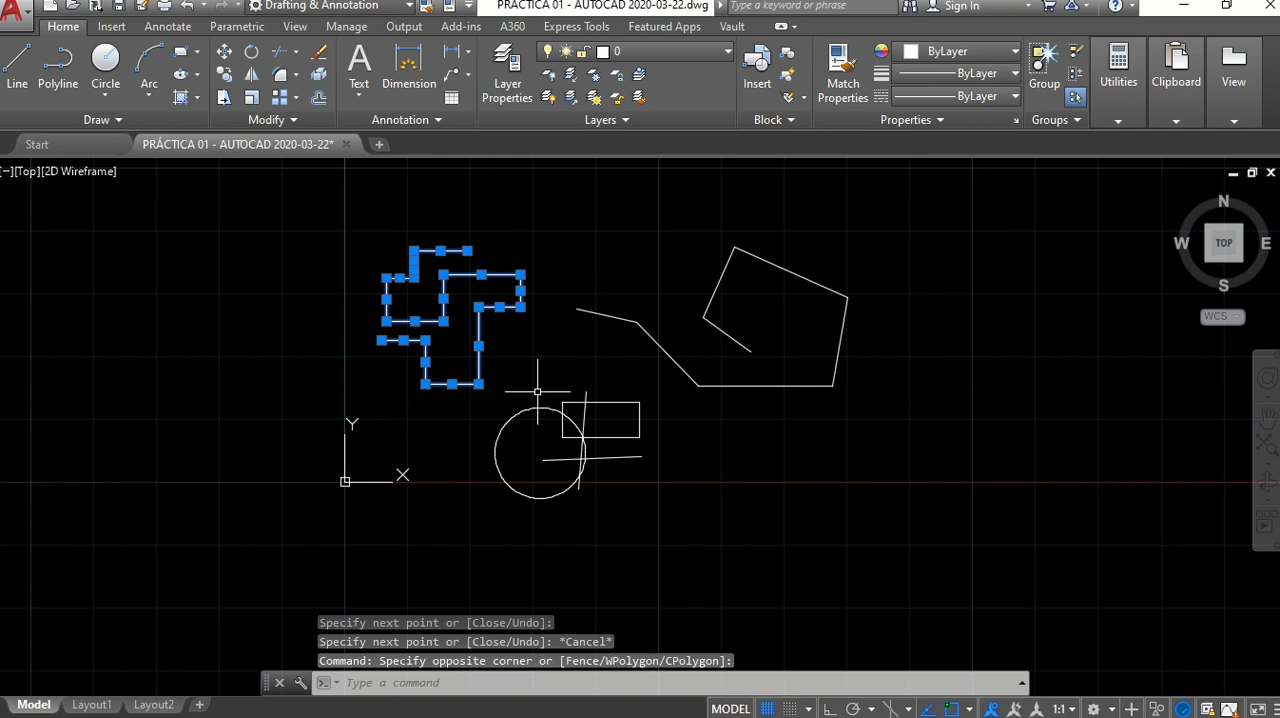 Drafting & Annotation
PRÁCTICA 01 - AUTOCAD 2020-03-22.dwg
Type a keyword or phrase
Sign In
Home Insert Annotate Parametric View Manage Output Add-ins A360 Express Tools Featured Apps Vault
Line Polyline Circle Arc
Text Dimension
Layer Properties
0
Insert
Match Properties
ByLayer
ByLayer
ByLayer
Group
Utilities
Clipboard
View
Draw Modify Annotation Layers Block Properties Groups
Start PRÁCTICA 01 - AUTOCAD 2020-03-22*
[−][Top][2D Wireframe]
N
W TOP E
S
WCS
Y
X
Specify next point or [Close/Undo]:
Specify next point or [Close/Undo]: *Cancel*
Command: Specify opposite corner or [Fence/WPolygon/CPolygon]:
Type a command
Model Layout1 Layout2 +
MODEL 1:1